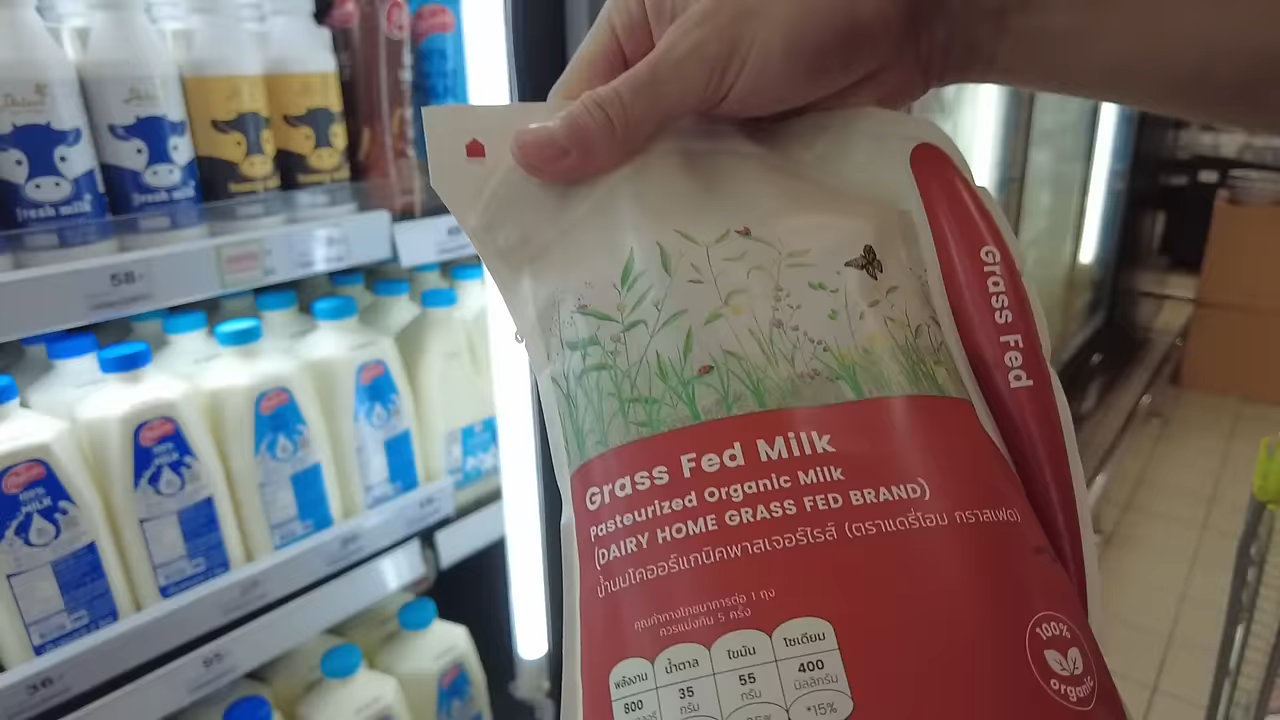 fresh milk
fresh milk
58.-
100%
MILK
100%
MILK
36.-
Grass Fed
Grass Fed Milk
Pasteurized Organic Milk
(DAIRY HOME GRASS FED BRAND)
น้ำนมโคออร์แกนิคพาสเจอร์ไรส์ (ตราแดรี่โฮม กราสเฟด)
คุณค่าทางโภชนาการต่อ 1 ถุง
ควรแบ่งกิน 5 ครั้ง
พลังงาน น้ำตาล ไขมัน โซเดียม
800 35 55 400
กรัม กรัม มิลลิกรัม
*15%
100%
organic